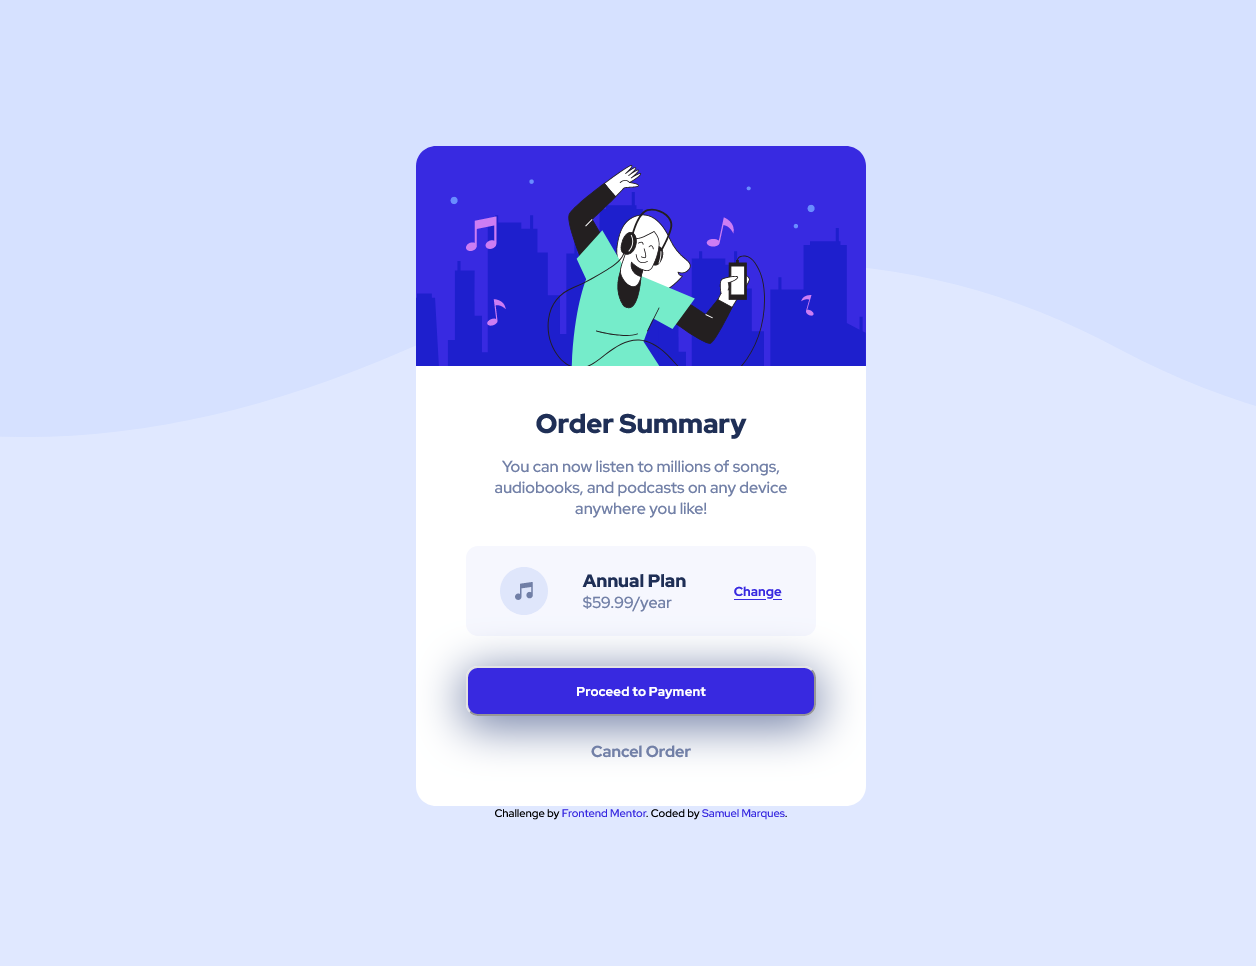 Order Summary
You can now listen to millions of songs,
audiobooks, and podcasts on any device
anywhere you like!
Annual Plan
$59.99/year
Change
Proceed to Payment
Cancel Order
Challenge by Frontend Mentor. Coded by Samuel Marques.